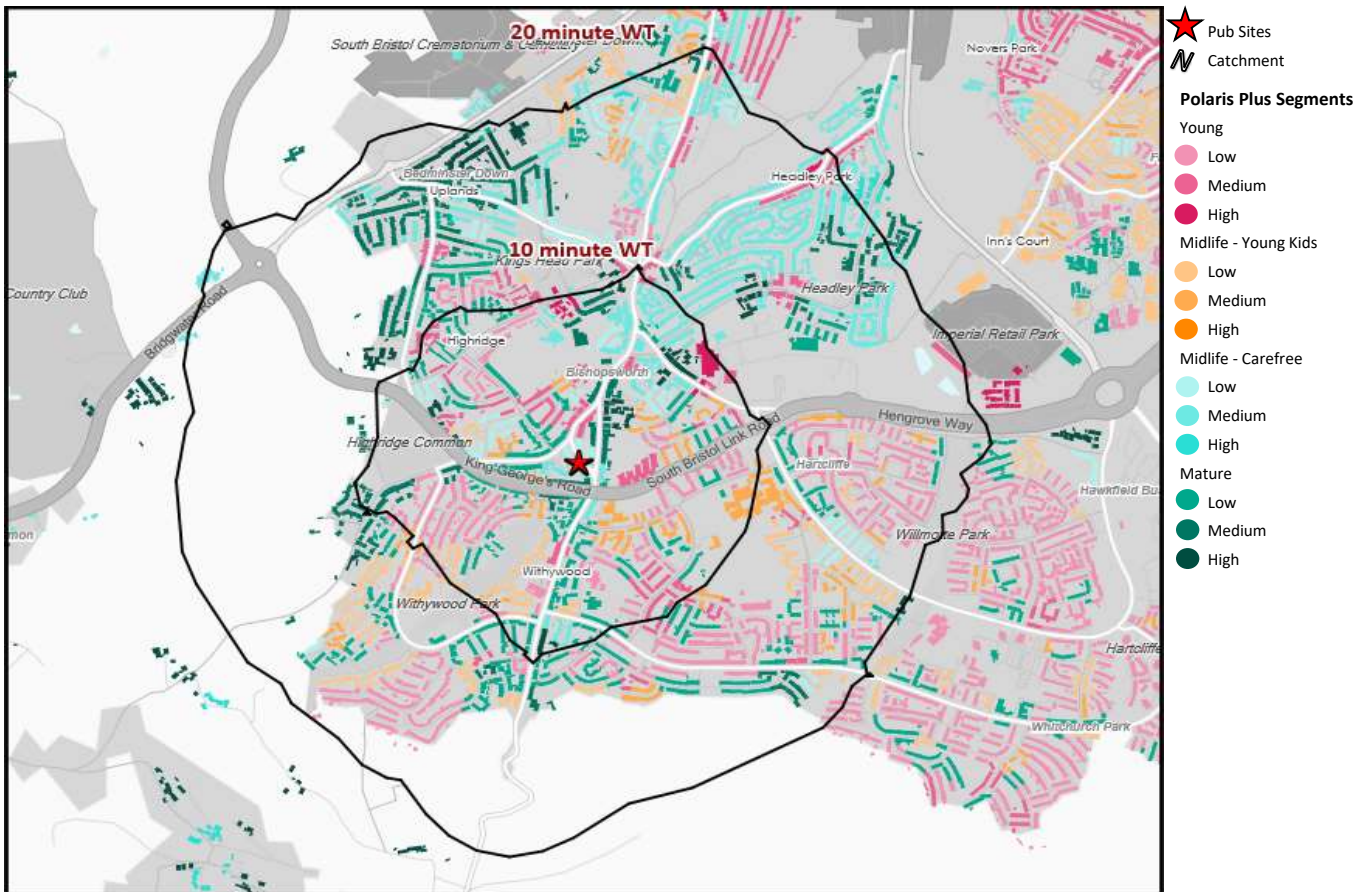 20 minute WT
South Bristol Crematorium & Cemetery
Novers Park
Bedminster Down
Uplands
Headley Park
Inn's Court
10 minute WT
Kings Head Park
Country Club
Headley Park
Bridgwater Road
Imperial Retail Park
Highridge
Bishopsworth
Hengrove Way
Highridge Common
King George's Road
South Bristol Link Road
Hartcliffe
Hawkfield Bu
mon
Willmotte Park
Withywood
Withywood Park
Hartcliffe
Whitchurch Park
Pub Sites
Catchment
Polaris Plus Segments
Young
Low
Medium
High
Midlife - Young Kids
Low
Medium
High
Midlife - Carefree
Low
Medium
High
Mature
Low
Medium
High